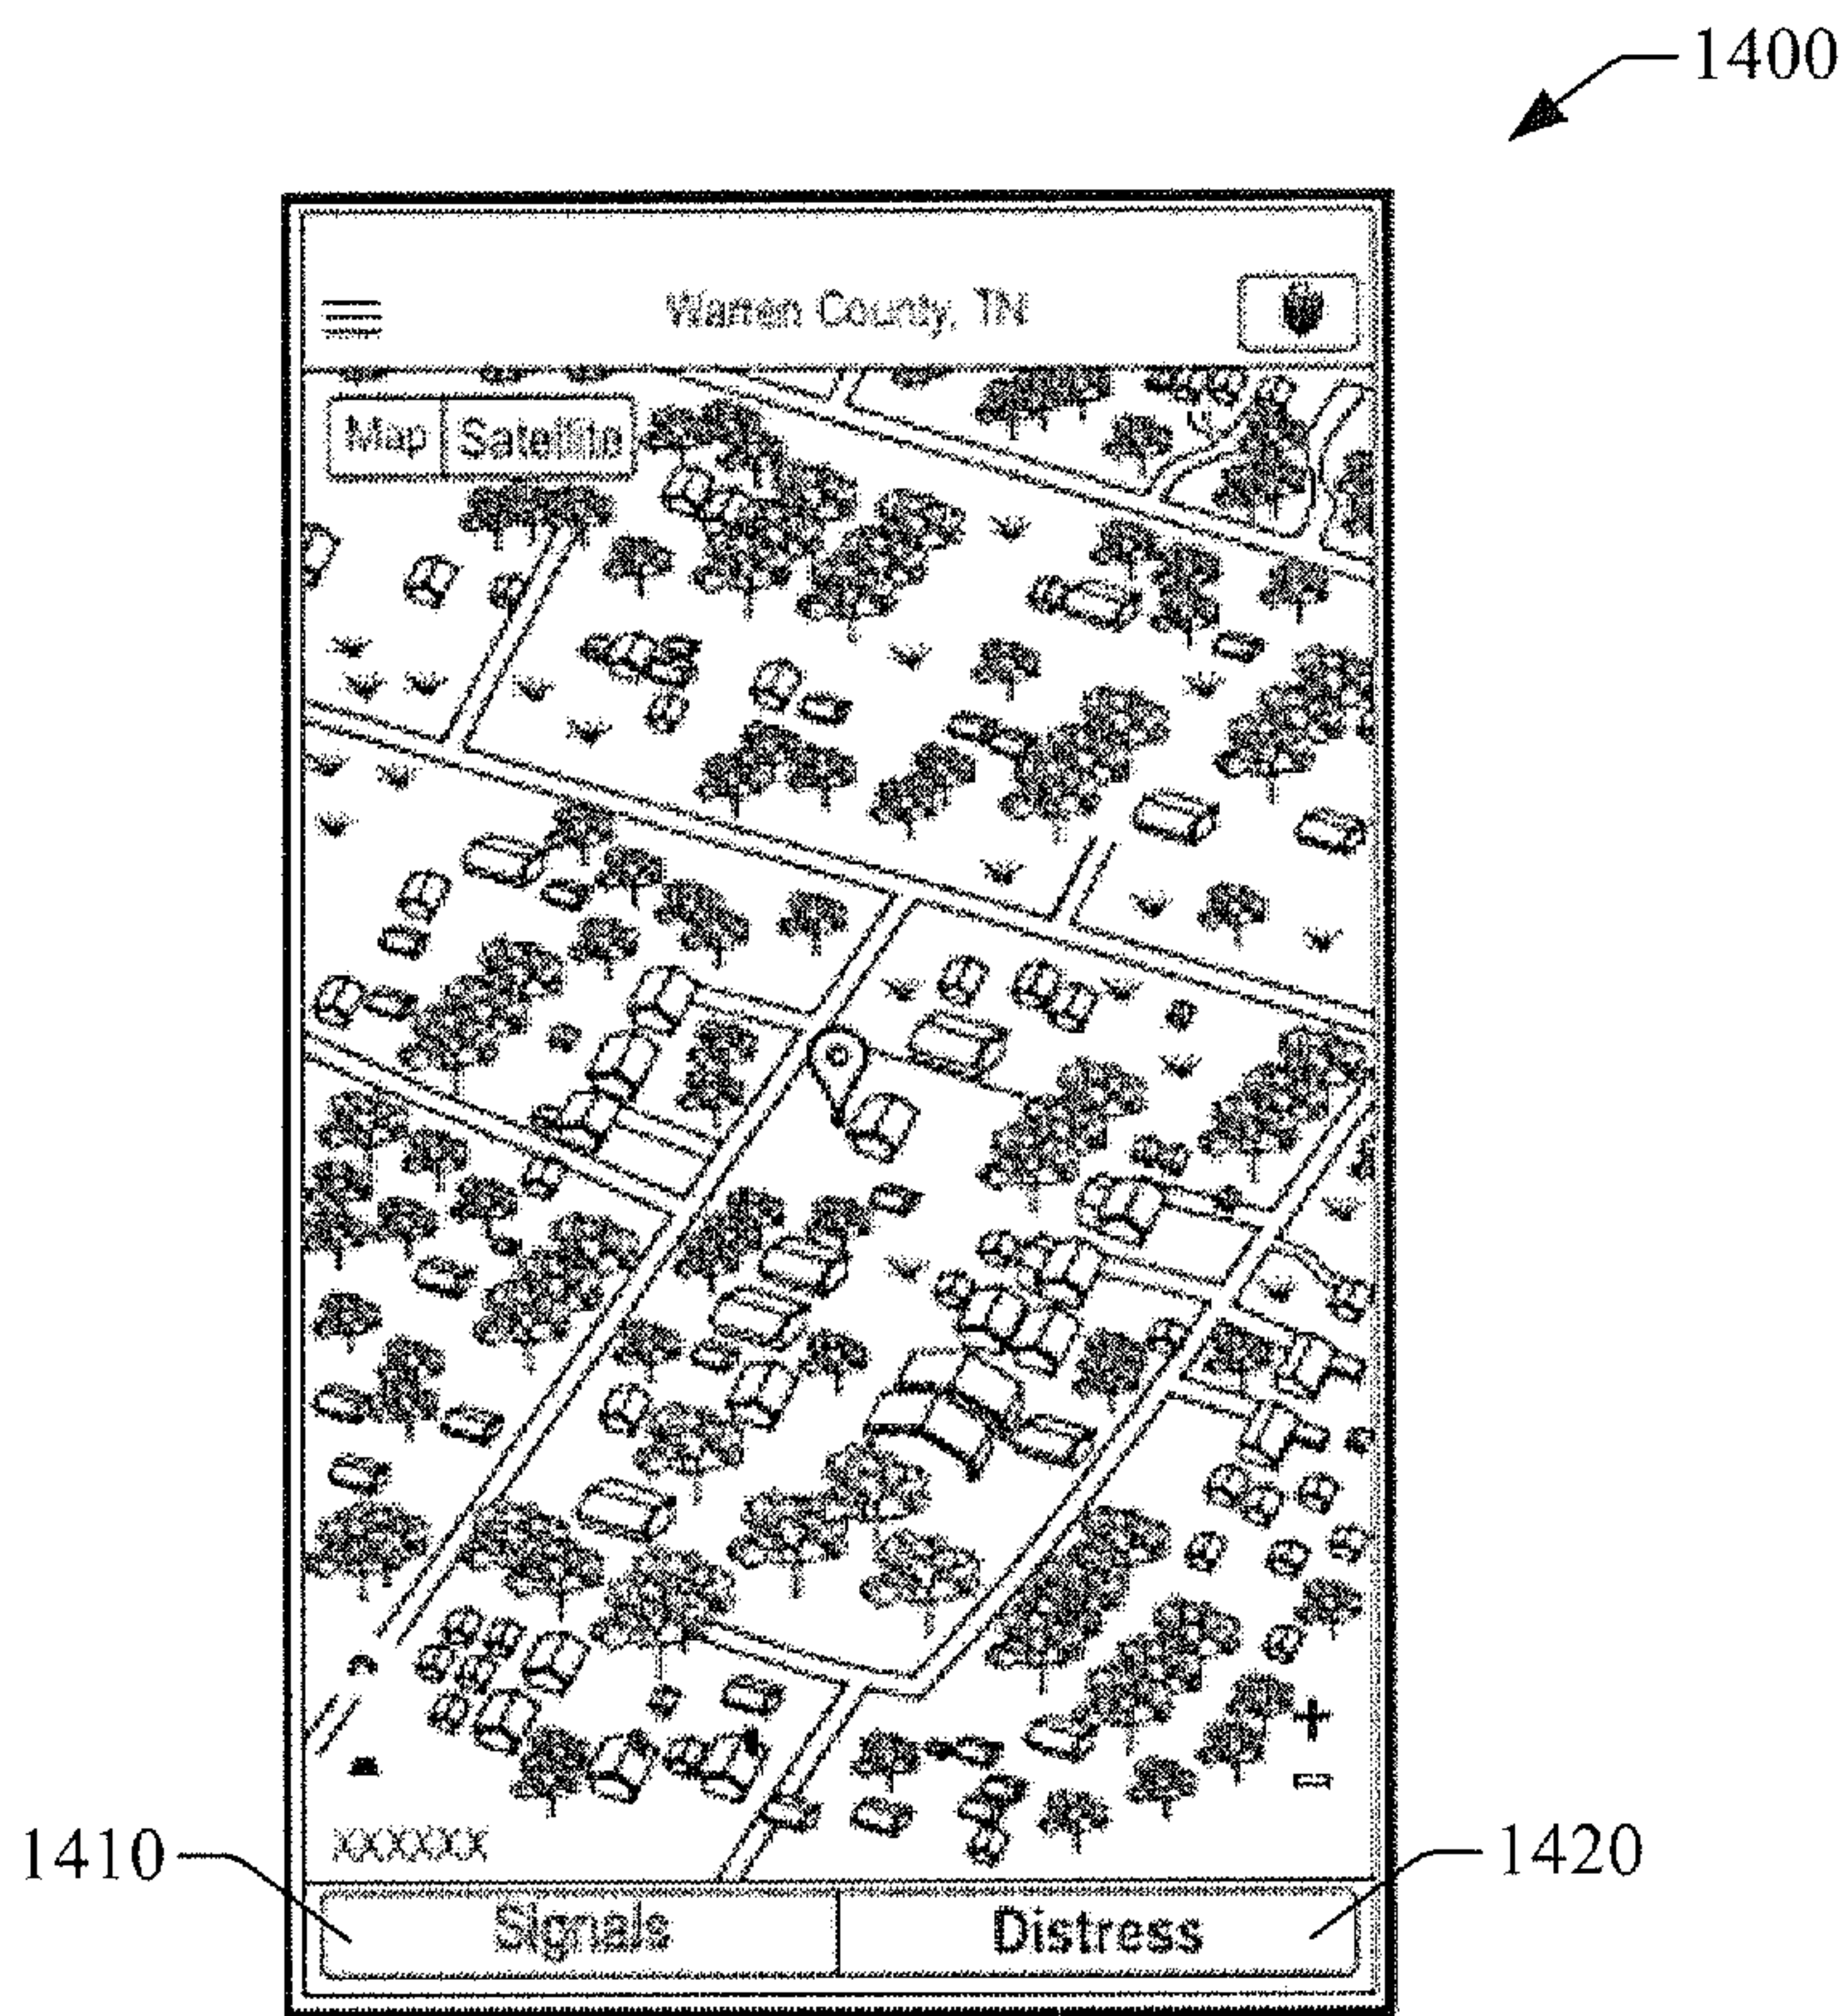 1400
Warren County, TN
Map Satellite
XXXXXX
1410
1420
Signals Distress